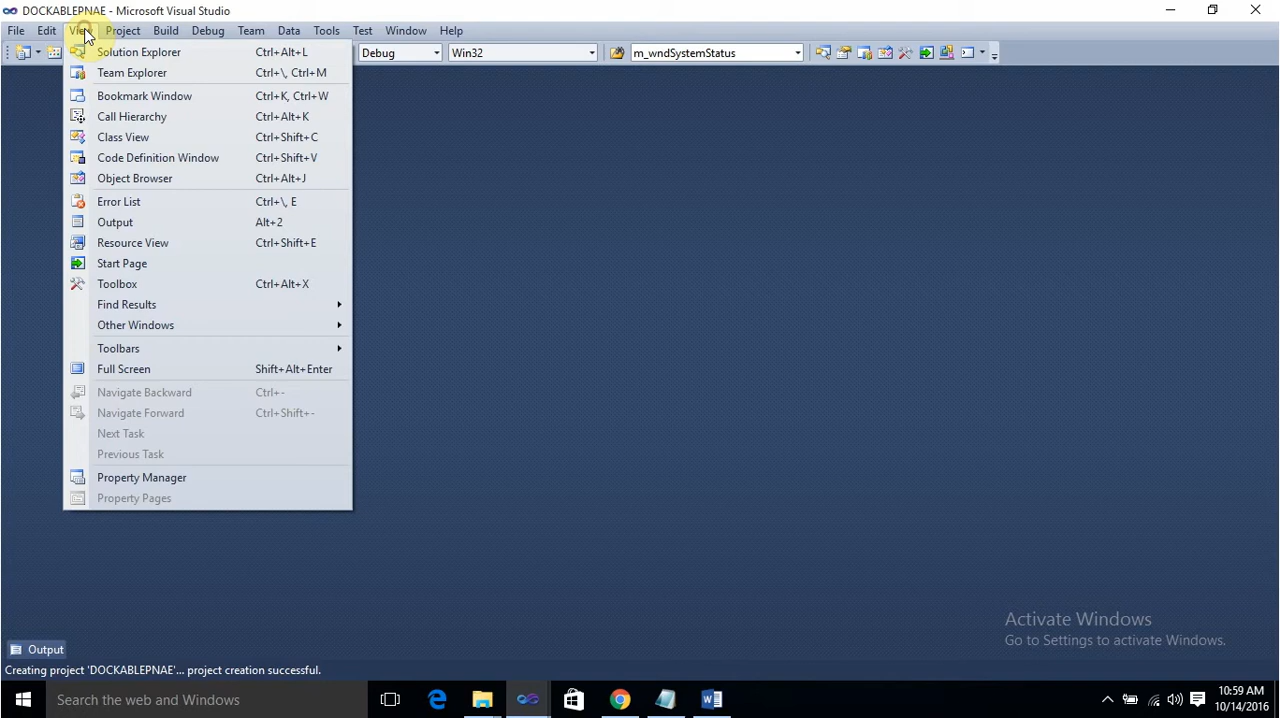 DOCKABLEPNAE - Microsoft Visual Studio
File Edit View Project Build Debug Team Data Tools Test Window Help
Debug Win32 m_wndSystemStatus
Solution Explorer Ctrl+Alt+L
Team Explorer Ctrl+\, Ctrl+M
Bookmark Window Ctrl+K, Ctrl+W
Call Hierarchy Ctrl+Alt+K
Class View Ctrl+Shift+C
Code Definition Window Ctrl+Shift+V
Object Browser Ctrl+Alt+J
Error List Ctrl+\, E
Output Alt+2
Resource View Ctrl+Shift+E
Start Page
Toolbox Ctrl+Alt+X
Find Results
Other Windows
Toolbars
Full Screen Shift+Alt+Enter
Navigate Backward Ctrl+-
Navigate Forward Ctrl+Shift+-
Next Task
Previous Task
Property Manager
Property Pages
Activate Windows
Go to Settings to activate Windows.
Output
Creating project 'DOCKABLEPNAE'... project creation successful.
Search the web and Windows
10:59 AM
10/14/2016